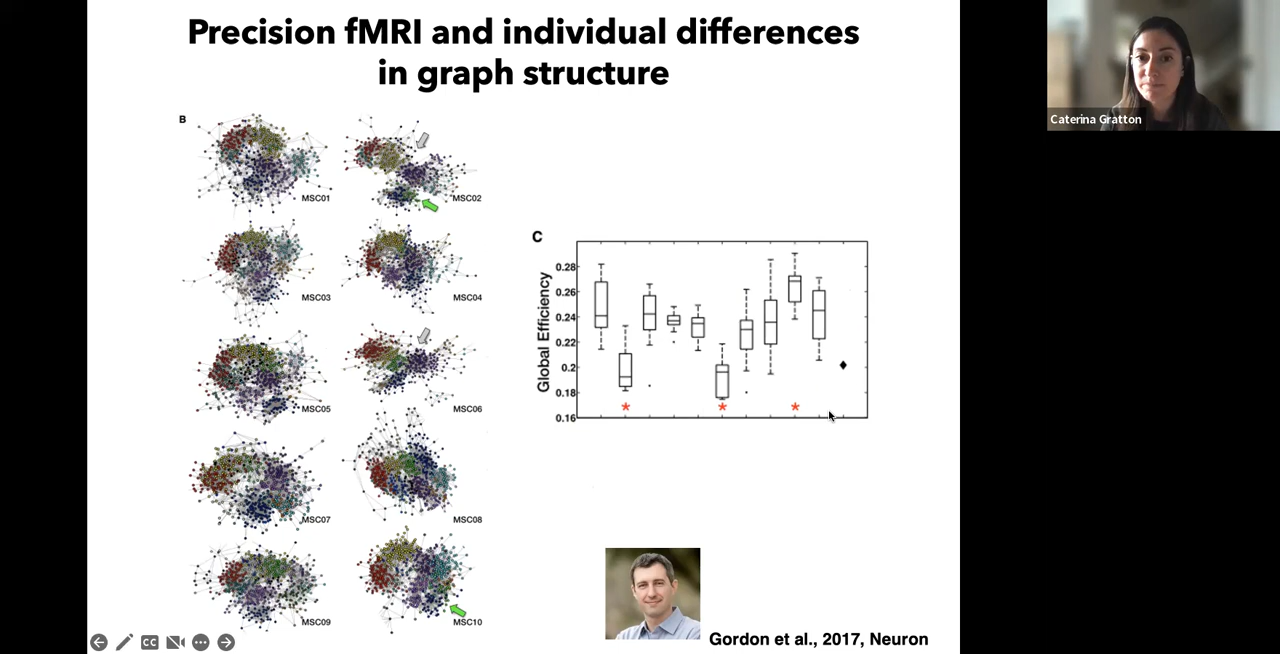 Precision fMRI and individual differences
in graph structure
Caterina Gratton
B
MSC01
MSC02
MSC03
MSC04
MSC05
MSC06
MSC07
MSC08
MSC09
MSC10
C
Global Efficiency
0.28
0.26
0.24
0.22
0.2
0.18
0.16
* * *
CC
Gordon et al., 2017, Neuron